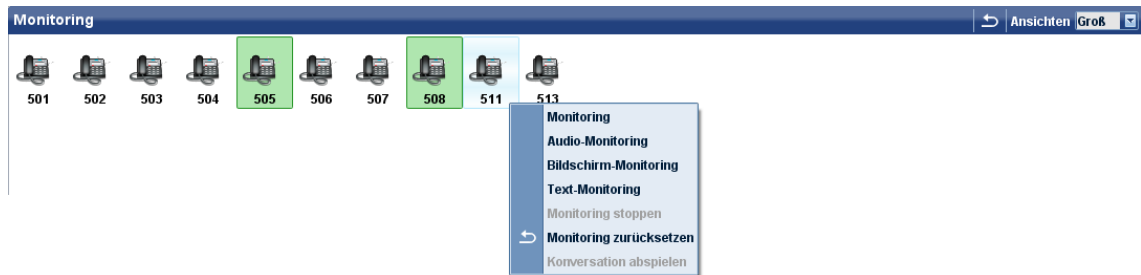 Monitoring Ansichten Groß
501 502 503 504 505 506 507 508 511 513
Monitoring
Audio-Monitoring
Bildschirm-Monitoring
Text-Monitoring
Monitoring stoppen
Monitoring zurücksetzen
Konversation abspielen